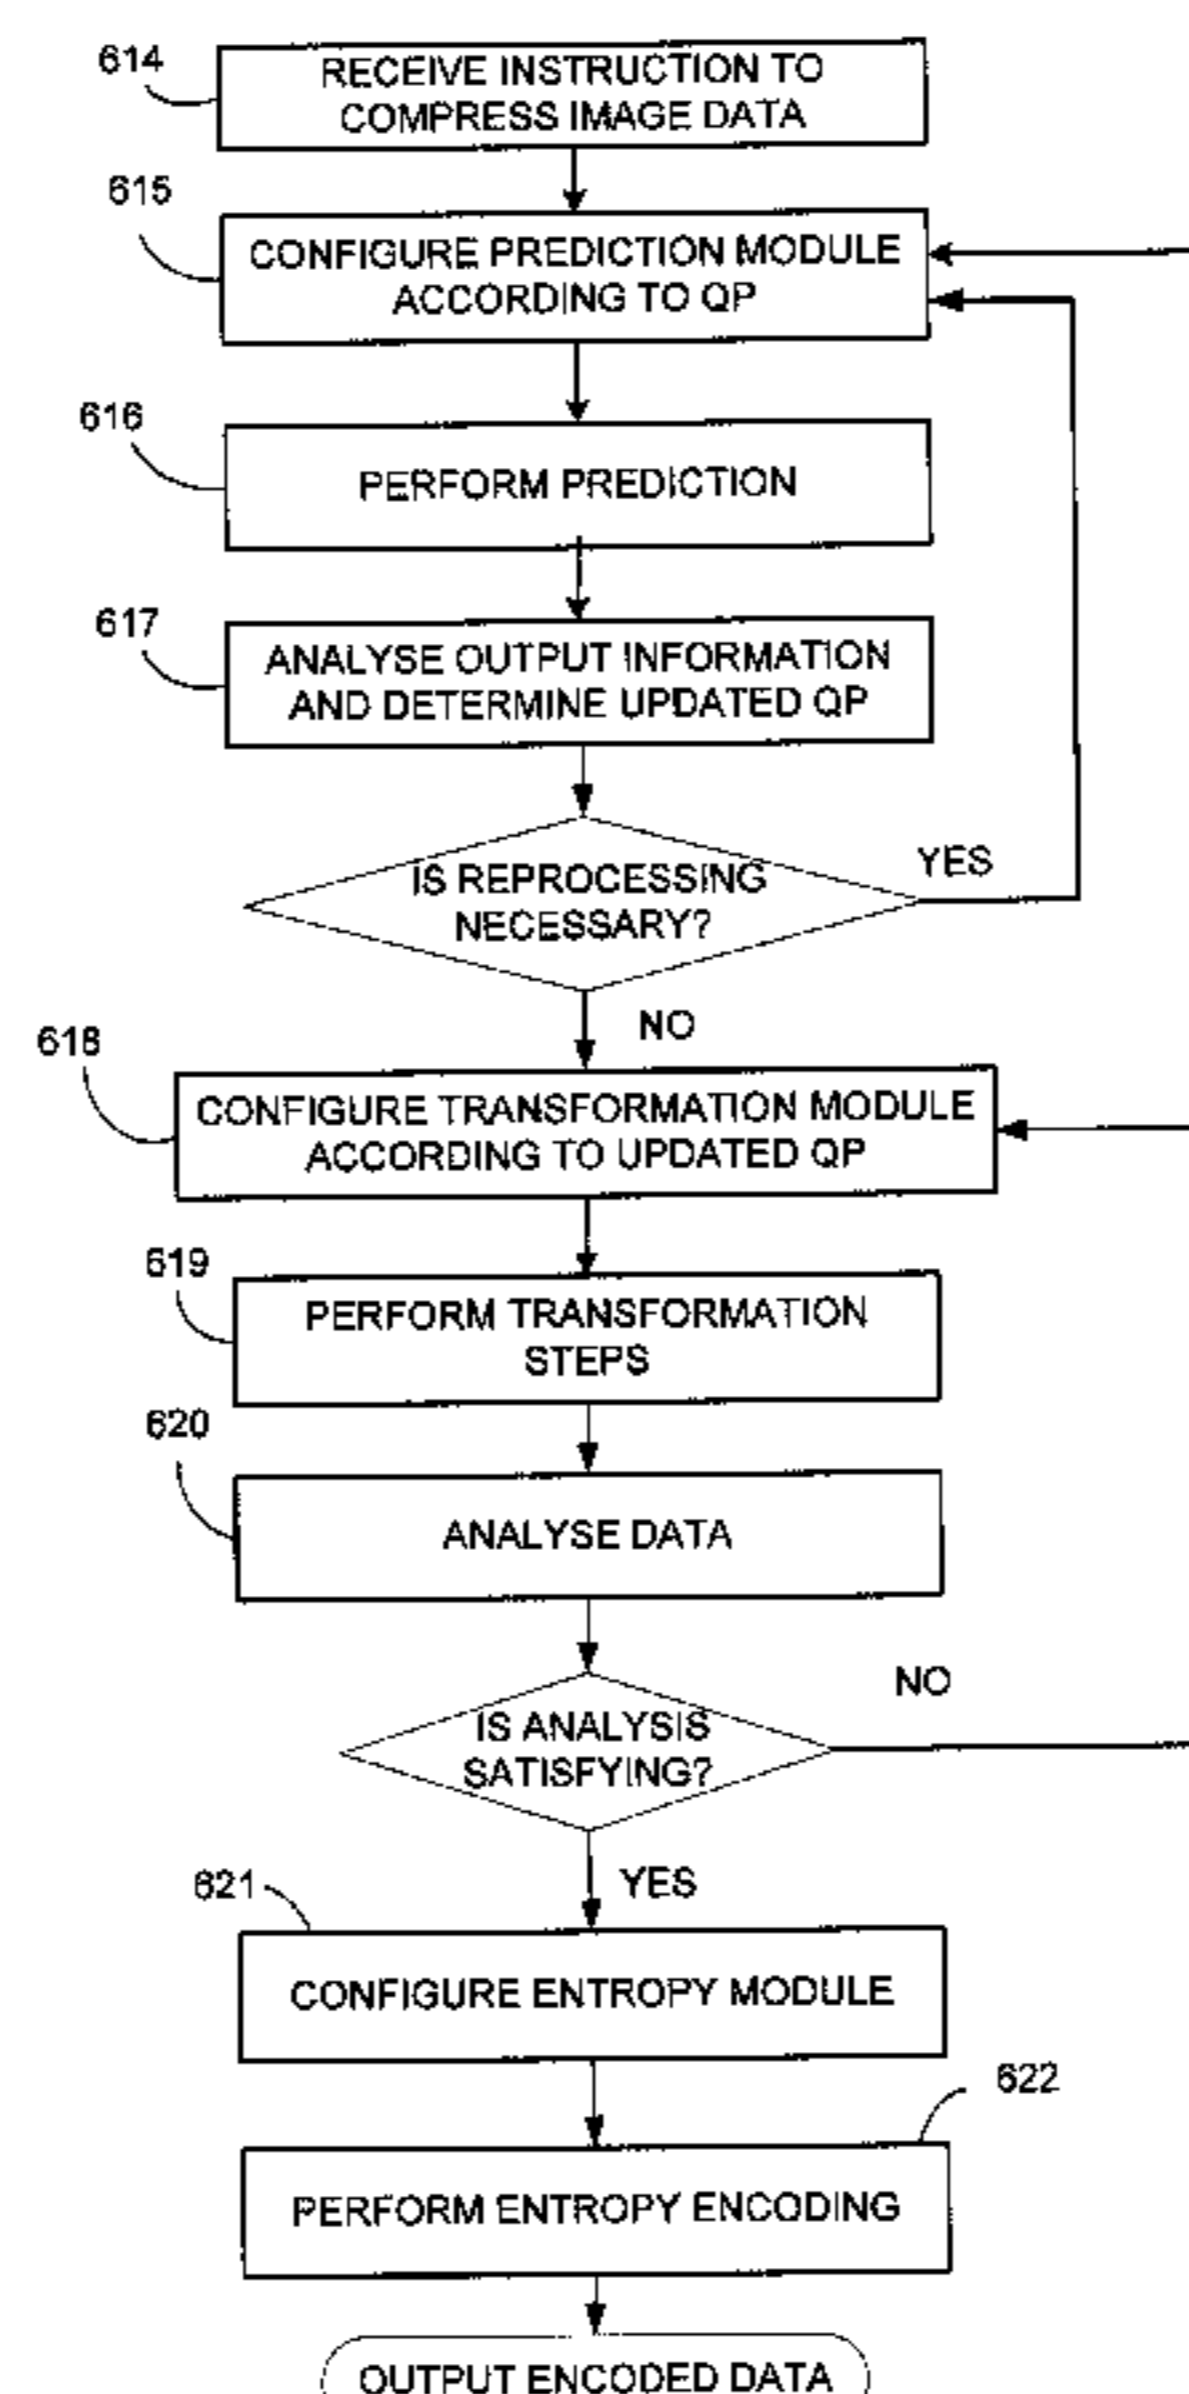 614
RECEIVE INSTRUCTION TO
COMPRESS IMAGE DATA
615
CONFIGURE PREDICTION MODULE
ACCORDING TO QP
616
PERFORM PREDICTION
617
ANALYSE OUTPUT INFORMATION
AND DETERMINE UPDATED QP
IS REPROCESSING
NECESSARY?
YES
NO
618
CONFIGURE TRANSFORMATION MODULE
ACCORDING TO UPDATED QP
619
PERFORM TRANSFORMATION
STEPS
620
ANALYSE DATA
IS ANALYSIS
SATISFYING?
NO
YES
621
CONFIGURE ENTROPY MODULE
622
PERFORM ENTROPY ENCODING
OUTPUT ENCODED DATA